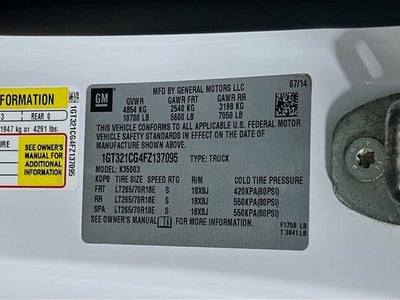 FORMATION
3
REAR 0
1947 kg or 4291 lbs.
SEE OWNER'S
MANUAL FOR
ADDITIONAL
INFORMATION
1GT321CG4FZ137095
GM
MFD BY GENERAL MOTORS LLC
07/14
GVWR GAWR FRT GAWR RR
4854 KG 2540 KG 3198 KG
10700 LB 5600 LB 7050 LB
THIS VEHICLE CONFORMS TO ALL APPLICABLE U.S.
FEDERAL MOTOR VEHICLE SAFETY STANDARDS
IN EFFECT ON THE DATE OF
MANUFACTURE SHOWN ABOVE.
1GT321CG4FZ137095 TYPE: TRUCK
MODEL: K35903
KDP8 TIRE SIZE SPEED RTG RIM COLD TIRE PRESSURE
FRT LT265/70R18E S 18X8J 420KPA(60PSI)
RR LT265/70R18E S 18X8J 550KPA(80PSI)
SPA LT265/70R18E S 18X8J 550KPA(80PSI)
SEE OWNER'S MANUAL FOR MORE INFORMATION.
F1759 LB
T 3841 LB